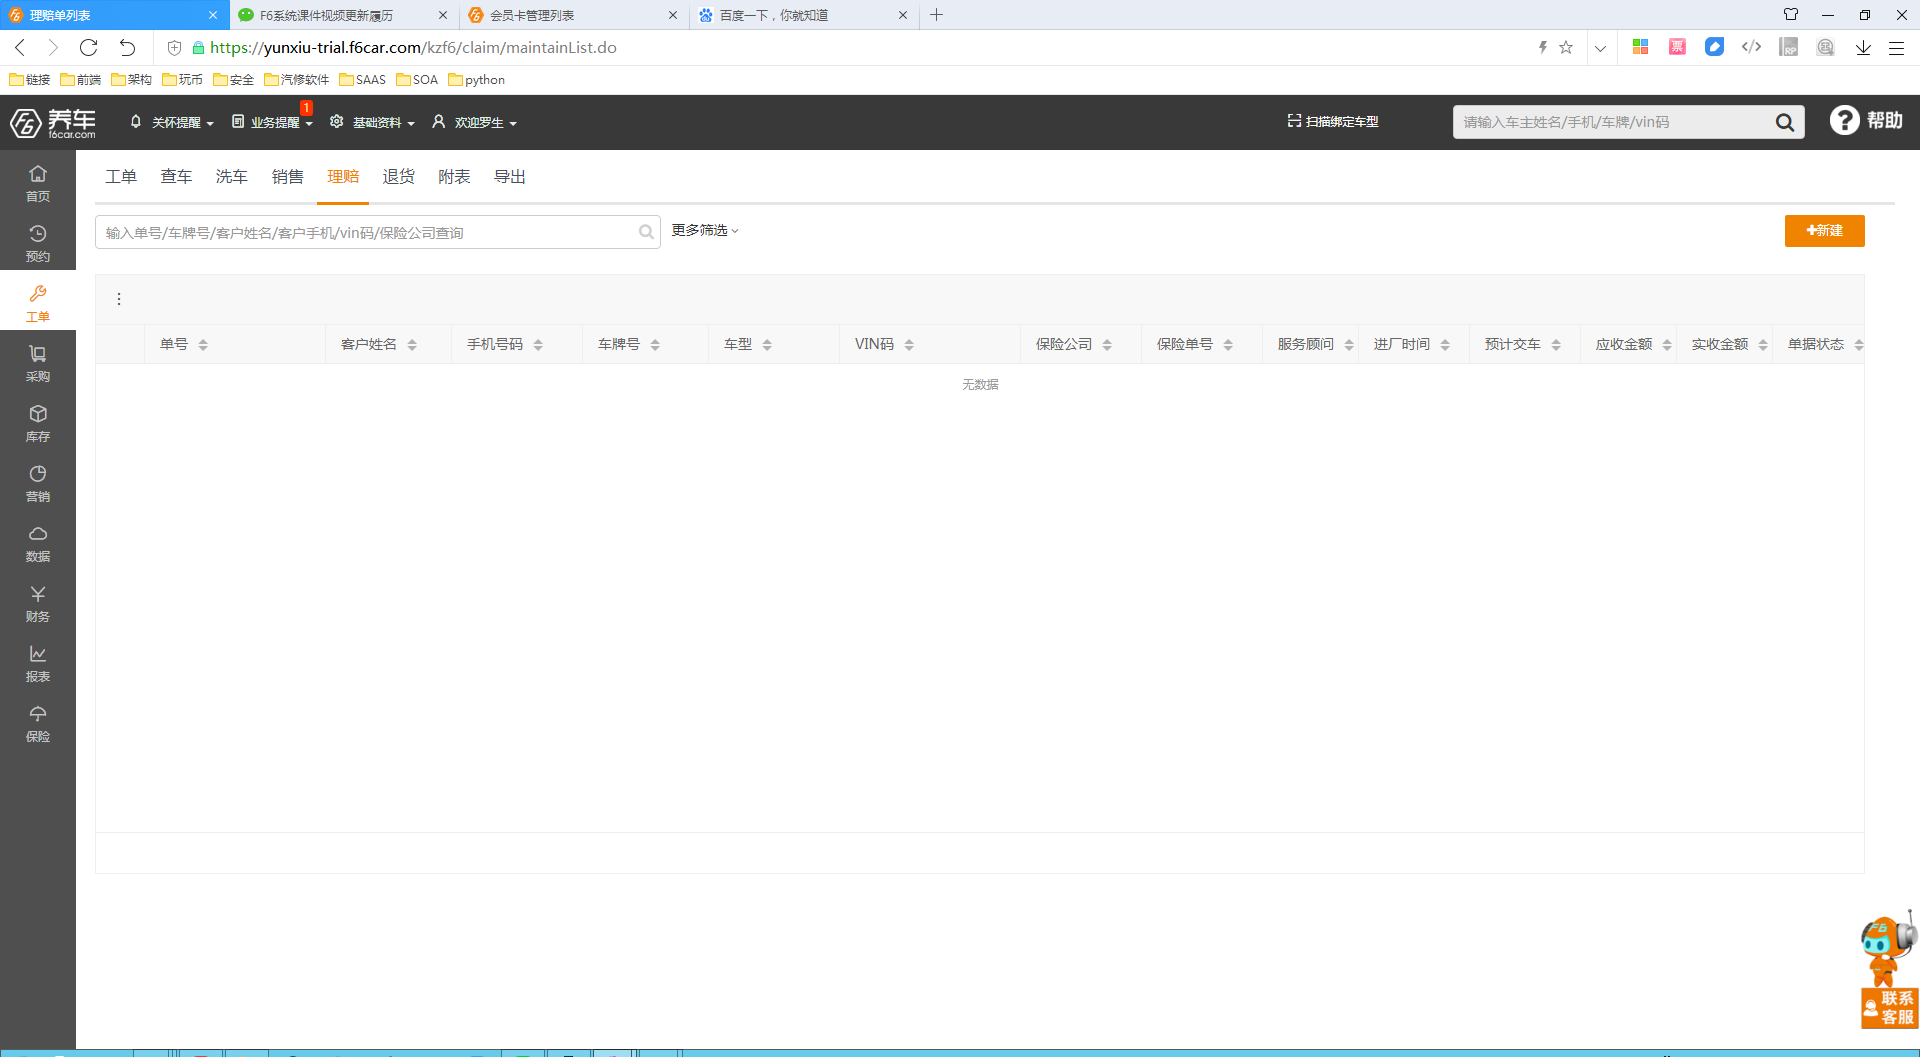 理赔单列表
F6系统课件视频更新履历
会员卡管理列表
百度一下，你就知道
https://yunxiu-trial.f6car.com/kzf6/claim/maintainList.do
票
RP
链接 前端 架构 玩币 安全 汽修软件 SAAS SOA python
F6 养车 f6car.com
关怀提醒
业务提醒 1
基础资料
欢迎罗生
扫描绑定车型
请输入车主姓名/手机/车牌/vin码
? 帮助
首页
预约
工单
采购
库存
营销
数据
财务
报表
保险
工单 查车 洗车 销售 理赔 退货 附表 导出
输入单号/车牌号/客户姓名/客户手机/vin码/保险公司查询
更多筛选
新建
单号 客户姓名 手机号码 车牌号 车型 VIN码 保险公司 保险单号 服务顾问 进厂时间 预计交车 应收金额 实收金额 单据状态
无数据
F6
联系
客服